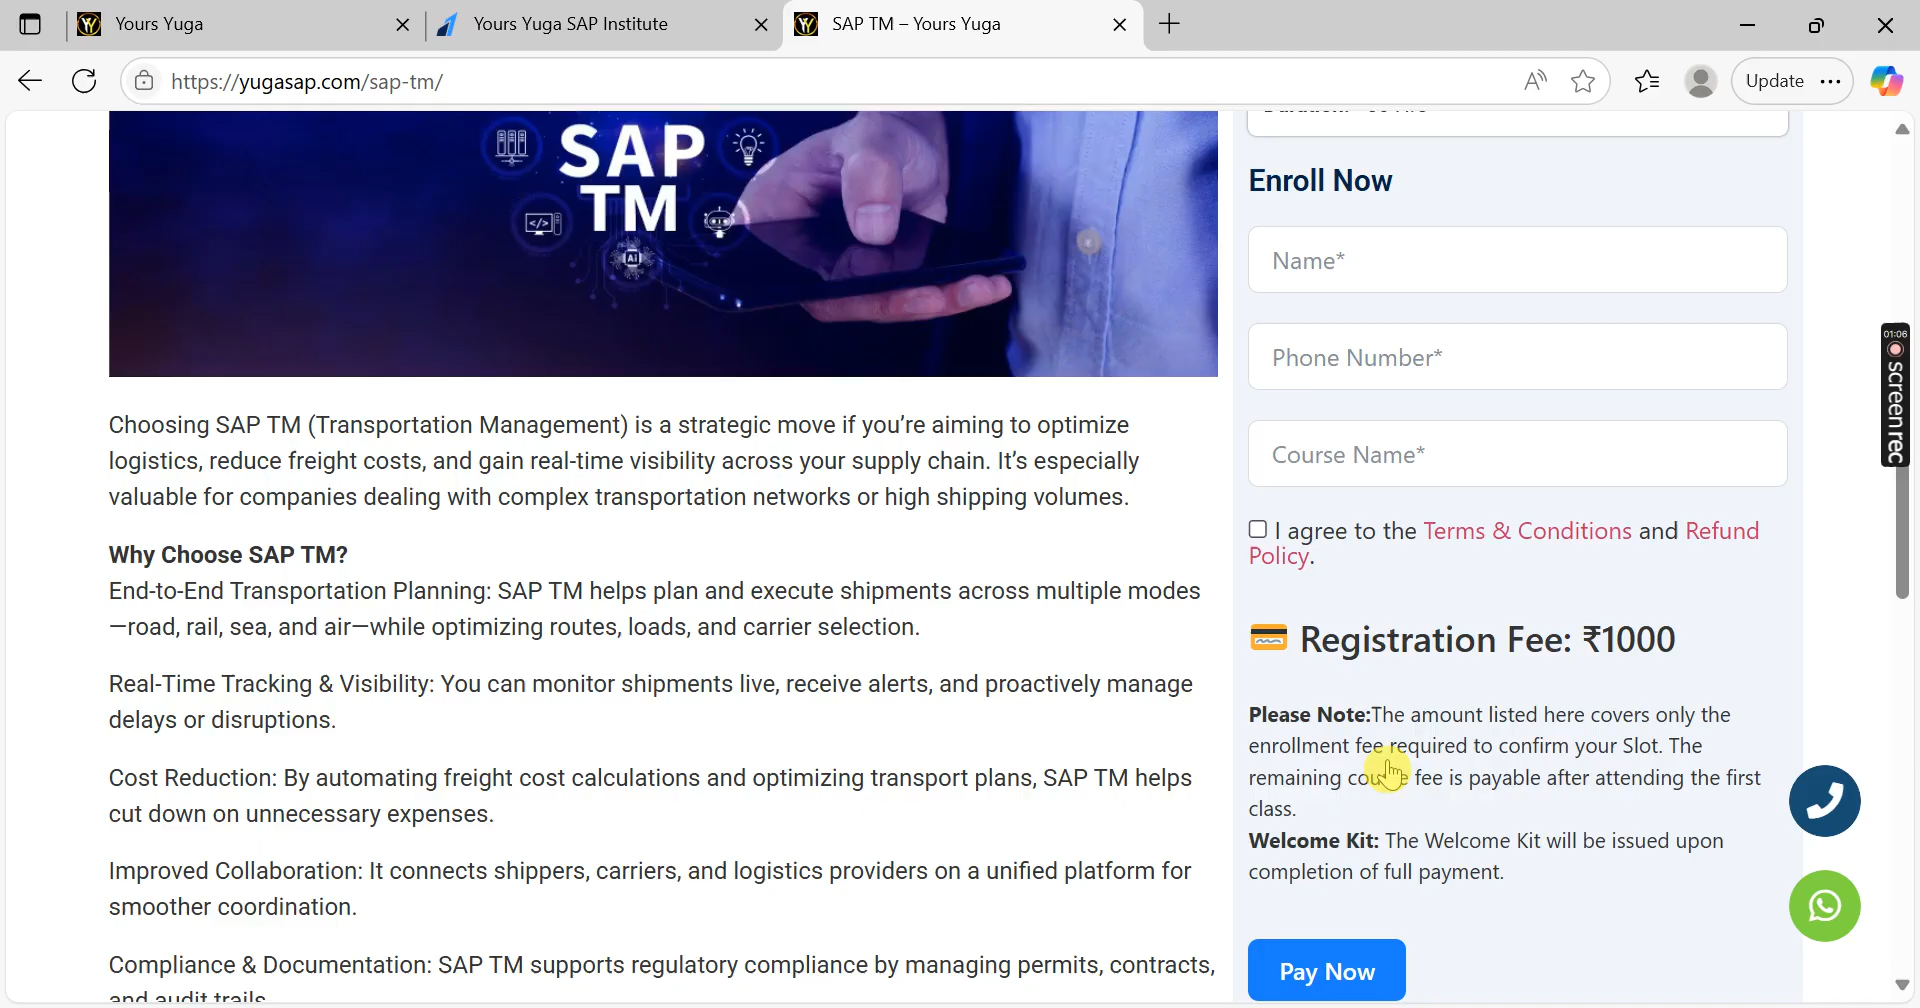 Yours Yuga
Yours Yuga SAP Institute
SAP TM – Yours Yuga
https://yugasap.com/sap-tm/
Update
SAP
TM
AI
Choosing SAP TM (Transportation Management) is a strategic move if you’re aiming to optimize
logistics, reduce freight costs, and gain real-time visibility across your supply chain. It’s especially
valuable for companies dealing with complex transportation networks or high shipping volumes.
Why Choose SAP TM?
End-to-End Transportation Planning: SAP TM helps plan and execute shipments across multiple modes
—road, rail, sea, and air—while optimizing routes, loads, and carrier selection.
Real-Time Tracking & Visibility: You can monitor shipments live, receive alerts, and proactively manage
delays or disruptions.
Cost Reduction: By automating freight cost calculations and optimizing transport plans, SAP TM helps
cut down on unnecessary expenses.
Improved Collaboration: It connects shippers, carriers, and logistics providers on a unified platform for
smoother coordination.
Compliance & Documentation: SAP TM supports regulatory compliance by managing permits, contracts,
and audit trails.
Enroll Now
Name*
Phone Number*
Course Name*
I agree to the Terms & Conditions and Refund
Policy.
Registration Fee: ₹1000
Please Note:The amount listed here covers only the
enrollment fee required to confirm your Slot. The
remaining course fee is payable after attending the first
class.
Welcome Kit: The Welcome Kit will be issued upon
completion of full payment.
Pay Now
01:06
screenrec